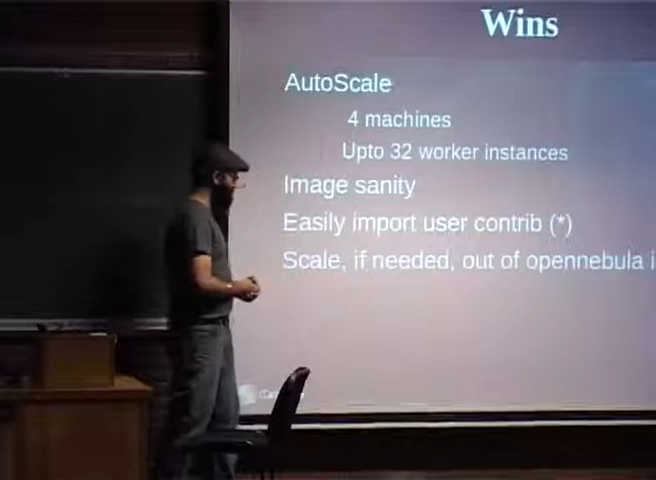 Wins
AutoScale
4 machines
Upto 32 worker instances
Image sanity
Easily import user contrib (*)
Scale, if needed, out of opennebula i